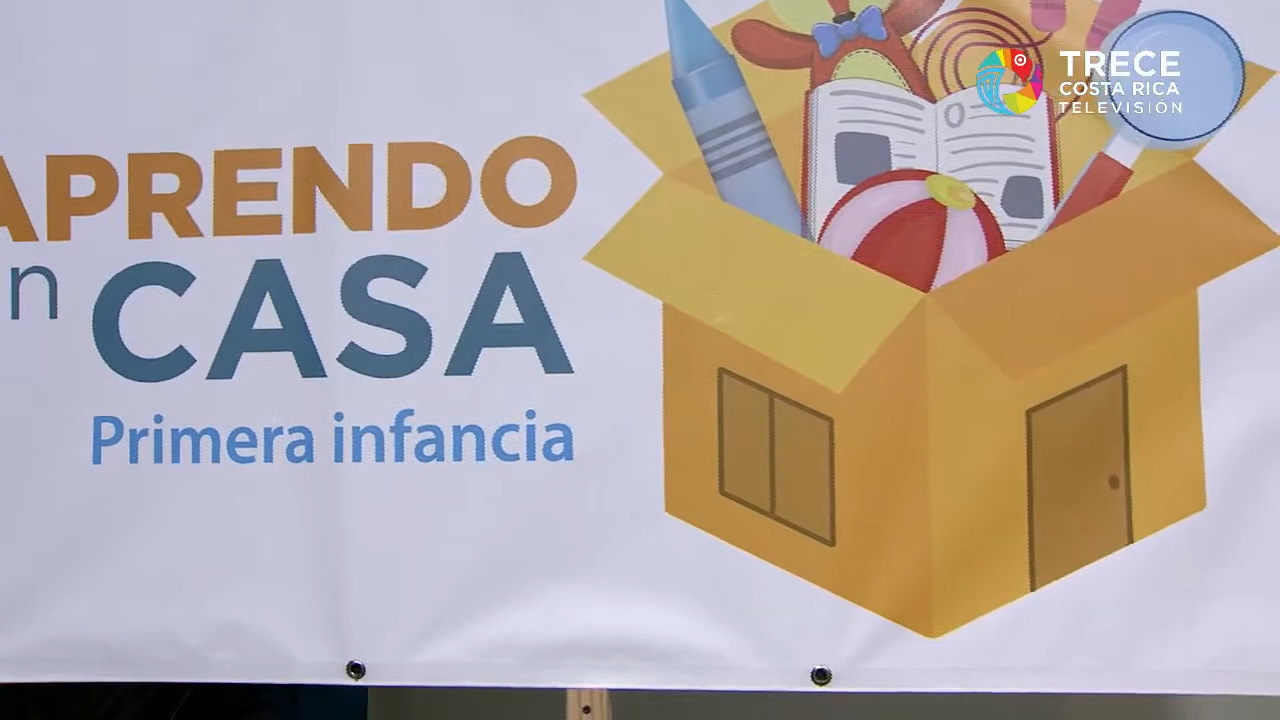 TRECE
COSTA RICA
TELEVISIÓN
APRENDO
n CASA
Primera infancia